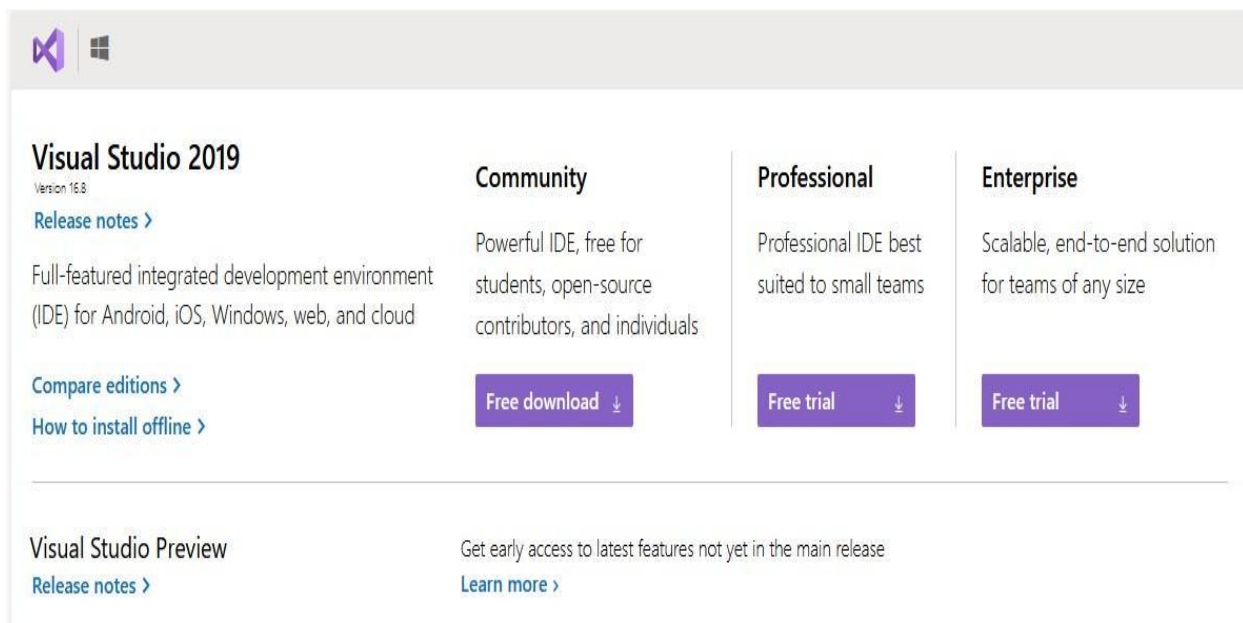 Visual Studio 2019
Version 16.8
Release notes >
Full-featured integrated development environment
(IDE) for Android, iOS, Windows, web, and cloud
Compare editions >
How to install offline >
Community
Powerful IDE, free for
students, open-source
contributors, and individuals
Free download ↓
Professional
Professional IDE best
suited to small teams
Free trial ↓
Enterprise
Scalable, end-to-end solution
for teams of any size
Free trial ↓
Visual Studio Preview
Release notes >
Get early access to latest features not yet in the main release
Learn more >